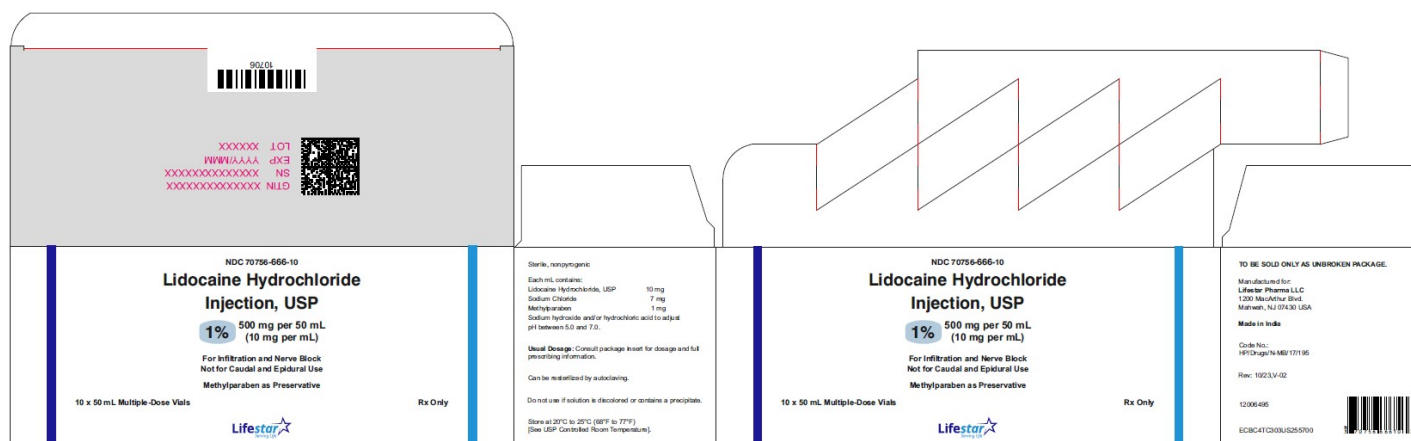 10706
GTIN XXXXXXXXXXXXXX
SN XXXXXXXXXXXXXX
EXP YYYY/MMM
LOT XXXXXX
NDC 70756-666-10
Lidocaine Hydrochloride
Injection, USP
1%
500 mg per 50 mL
(10 mg per mL)
For Infiltration and Nerve Block
Not for Caudal and Epidural Use
Methylparaben as Preservative
10 x 50 mL Multiple-Dose Vials
Rx Only
Lifestar
Serving Life
Sterile, nonpyrogenic
Each mL contains:
Lidocaine Hydrochloride, USP 10 mg
Sodium Chloride 7 mg
Methylparaben 1 mg
Sodium hydroxide and/or hydrochloric acid to adjust
pH between 5.0 and 7.0.
Usual Dosage: Consult package insert for dosage and full
prescribing information.
Can be resterilized by autoclaving.
Do not use if solution is discolored or contains a precipitate.
Store at 20°C to 25°C (68°F to 77°F)
[See USP Controlled Room Temperature].
NDC 70756-666-10
Lidocaine Hydrochloride
Injection, USP
1%
500 mg per 50 mL
(10 mg per mL)
For Infiltration and Nerve Block
Not for Caudal and Epidural Use
Methylparaben as Preservative
10 x 50 mL Multiple-Dose Vials
Rx Only
Lifestar
Serving Life
TO BE SOLD ONLY AS UNBROKEN PACKAGE.
Manufactured for:
Lifestar Pharma LLC
1200 MacArthur Blvd.
Mahwah, NJ 07430 USA
Made in India
Code No.:
HP/Drugs/N-MB/17/195
Rev: 10/23,V-02
12006495
ECBC4TC303US255700